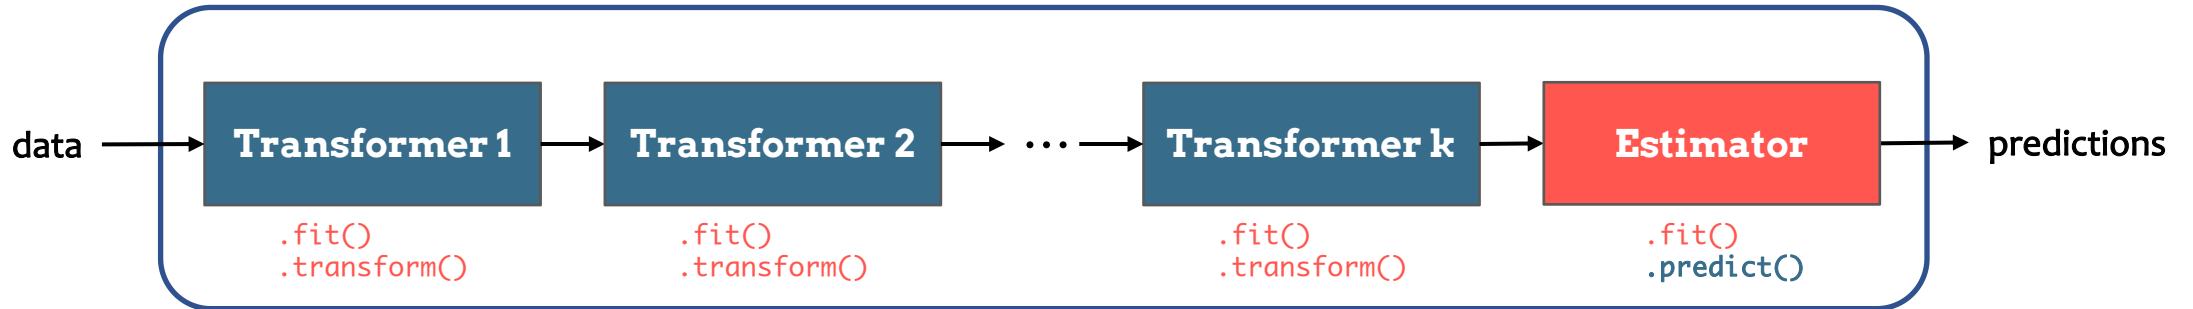 data
Transformer 1
Transformer 2
...
Transformer k
Estimator
predictions
.fit()
.transform()
.fit()
.transform()
.fit()
.transform()
.fit()
.predict()